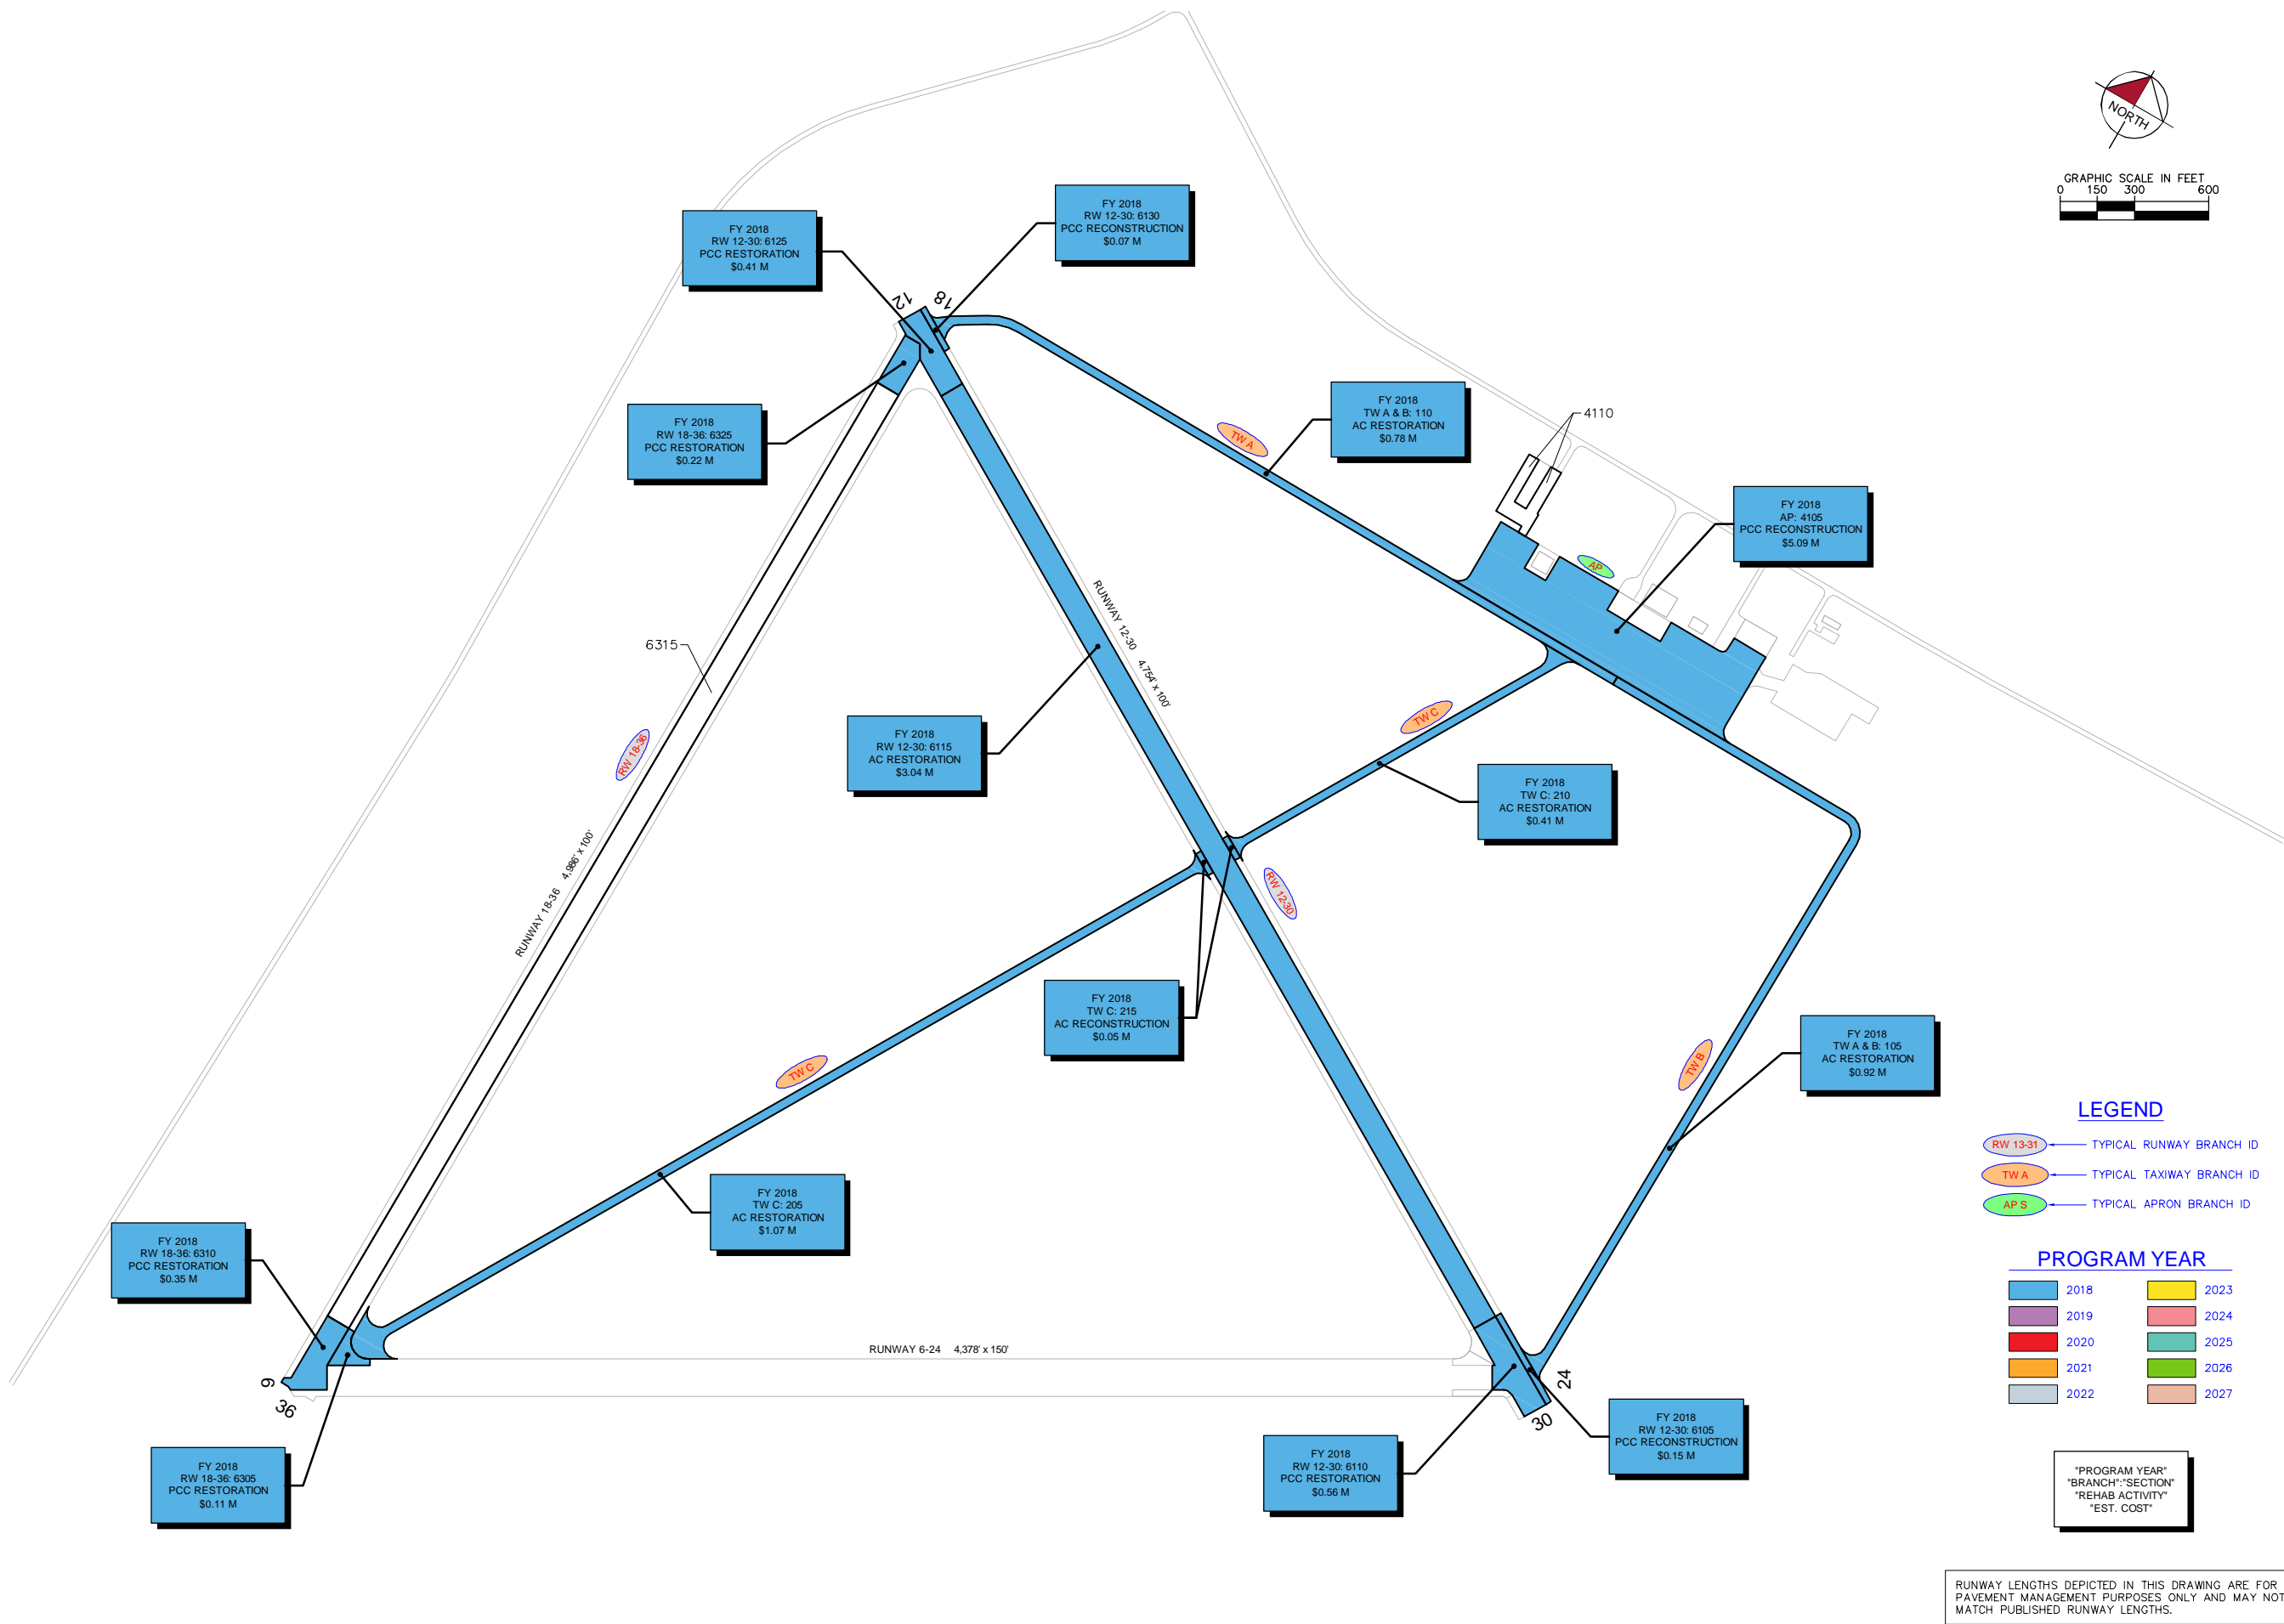 NORTH
GRAPHIC SCALE IN FEET
0 150 300 600
FY 2018
RW 12-30: 6130
PCC RECONSTRUCTION
$0.07 M
FY 2018
RW 12-30: 6125
PCC RESTORATION
$0.41 M
12
18
FY 2018
TW A & B: 110
AC RESTORATION
$0.78 M
FY 2018
RW 18-36: 6325
PCC RESTORATION
$0.22 M
TW A
4110
FY 2018
AP: 4105
PCC RECONSTRUCTION
$5.09 M
AP
RUNWAY 12-30 4,754' x 100'
6315
TW C
RW 18-36
FY 2018
RW 12-30: 6115
AC RESTORATION
$3.04 M
FY 2018
TW C: 210
AC RESTORATION
$0.41 M
RUNWAY 18-36 4,986' x 100'
RW 12-30
FY 2018
TW C: 215
AC RECONSTRUCTION
$0.05 M
TW C
TW B
FY 2018
TW A & B: 105
AC RESTORATION
$0.92 M
FY 2018
TW C: 205
AC RESTORATION
$1.07 M
FY 2018
RW 18-36: 6310
PCC RESTORATION
$0.35 M
RUNWAY 6-24 4,378' x 150'
6
36
24
30
FY 2018
RW 12-30: 6105
PCC RECONSTRUCTION
$0.15 M
FY 2018
RW 12-30: 6110
PCC RESTORATION
$0.56 M
FY 2018
RW 18-36: 6305
PCC RESTORATION
$0.11 M
LEGEND
RW 13-31 TYPICAL RUNWAY BRANCH ID
TW A TYPICAL TAXIWAY BRANCH ID
AP S TYPICAL APRON BRANCH ID
PROGRAM YEAR
2018 2023
2019 2024
2020 2025
2021 2026
2022 2027
"PROGRAM YEAR"
"BRANCH":"SECTION"
"REHAB ACTIVITY"
"EST. COST"
RUNWAY LENGTHS DEPICTED IN THIS DRAWING ARE FOR
PAVEMENT MANAGEMENT PURPOSES ONLY AND MAY NOT
MATCH PUBLISHED RUNWAY LENGTHS.